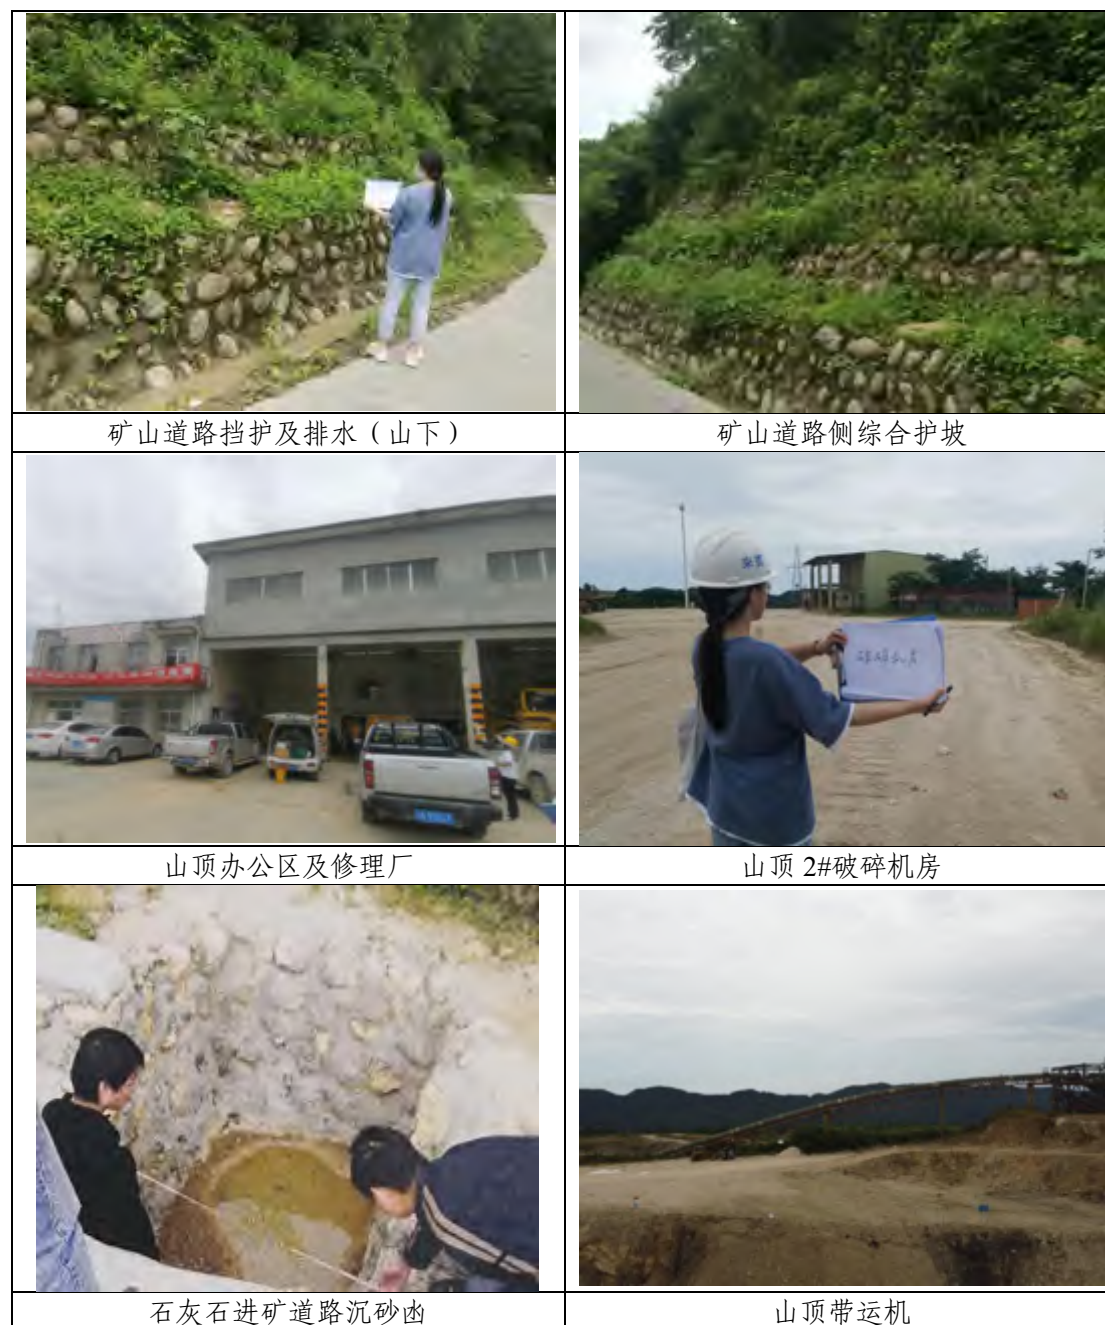 矿山道路挡护及排水（山下）
矿山道路侧综合护坡
山顶办公区及修理厂
山顶 2#破碎机房
石灰石进矿道路沉砂函
山顶带运机